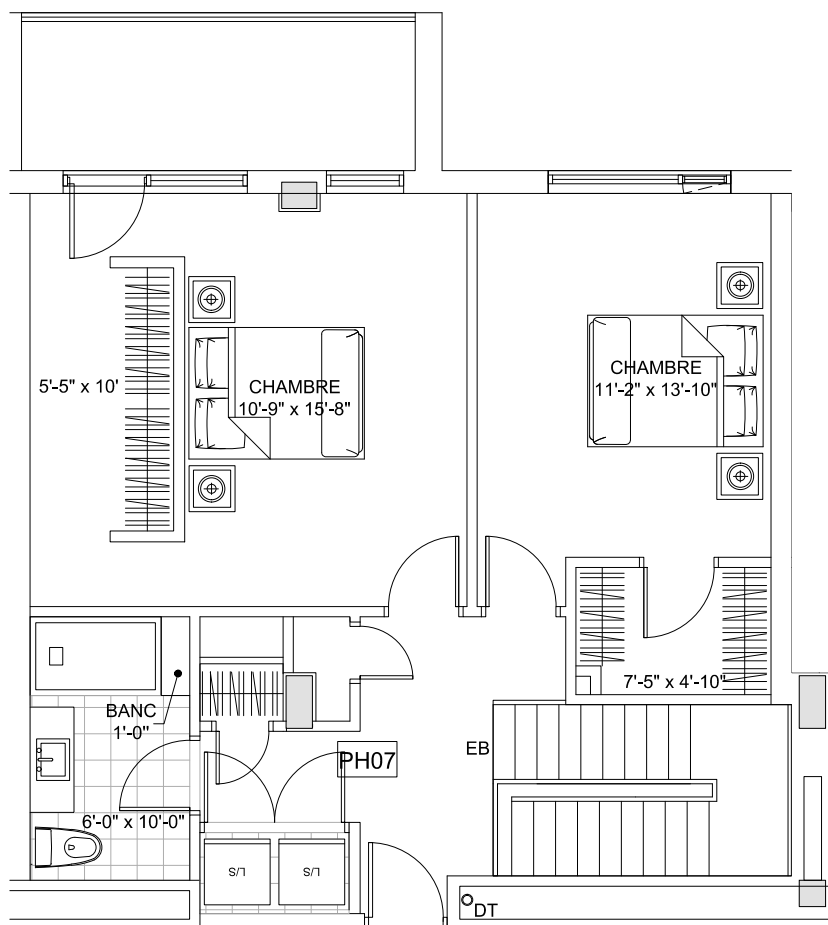 CHAMBRE
11'-2" x 13'-10"
5'-5" x 10'
CHAMBRE
10'-9" x 15'-8"
7'-5" x 4'-10"
BANC
1'-0"
EB
PH07
6'-0" x 10'-0"
S/L
S/L
DT